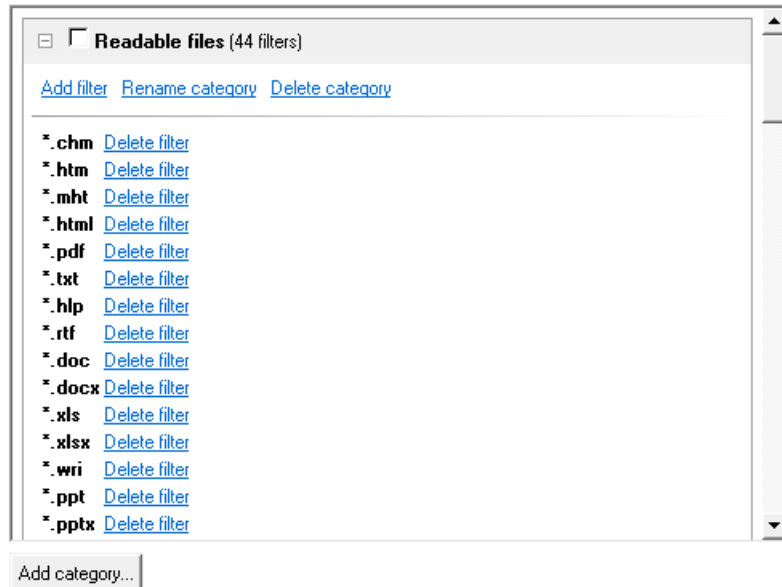 Readable files (44 filters)
Add filter Rename category Delete category
*.chm Delete filter
*.htm Delete filter
*.mht Delete filter
*.html Delete filter
*.pdf Delete filter
*.txt Delete filter
*.hlp Delete filter
*.rtf Delete filter
*.doc Delete filter
*.docx Delete filter
*.xls Delete filter
*.xlsx Delete filter
*.wri Delete filter
*.ppt Delete filter
*.pptx Delete filter
Add category...